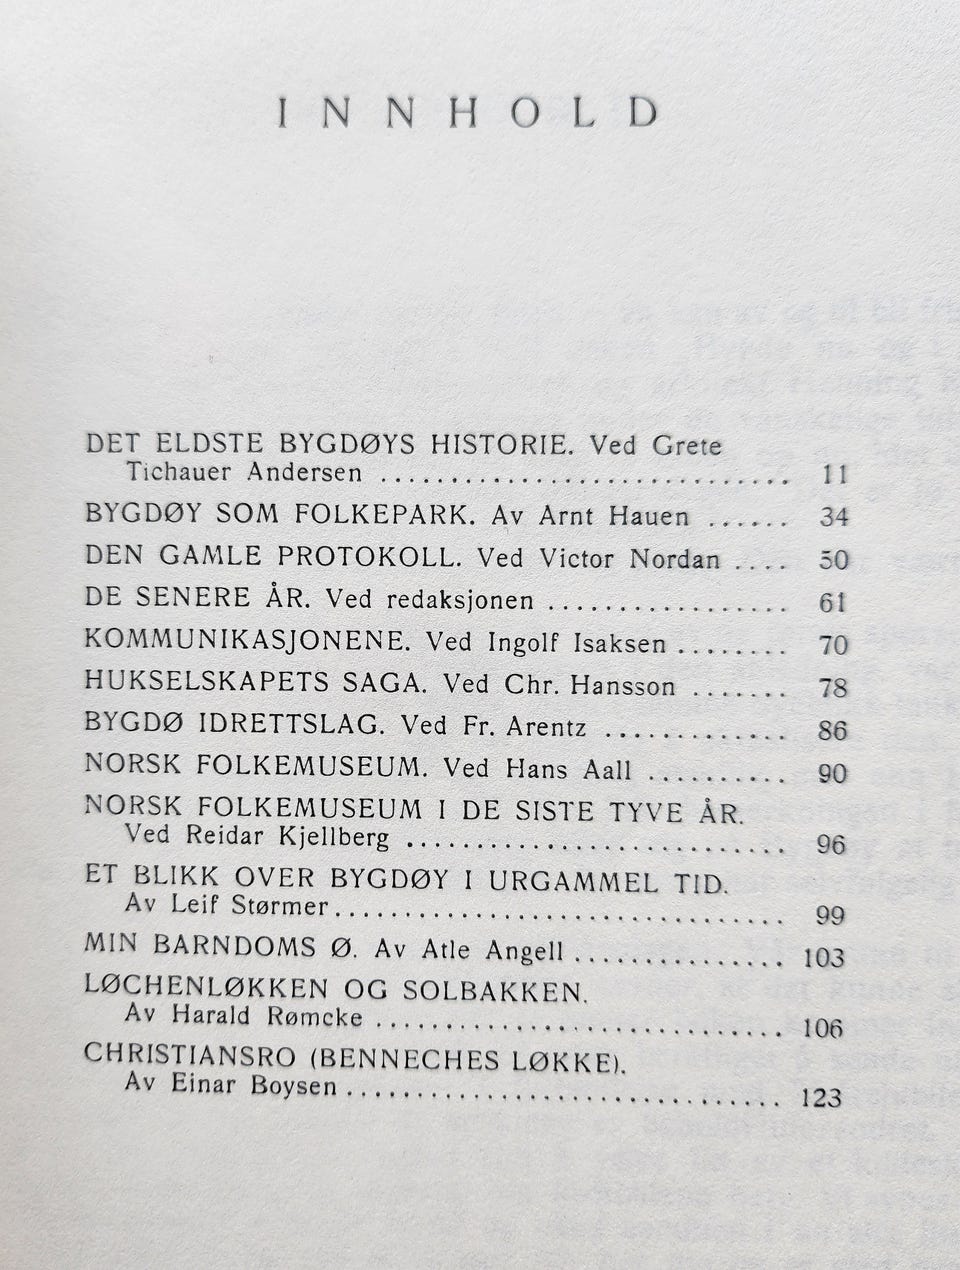 INNHOLD
DET ELDSTE BYGDØYS HISTORIE. Ved Grete
Tichauer Andersen .............................. 11
BYGDØY SOM FOLKEPARK. Av Arnt Hauen ...... 34
DEN GAMLE PROTOKOLL. Ved Victor Nordan .... 50
DE SENERE ÅR. Ved redaksjonen .................. 61
KOMMUNIKASJONENE. Ved Ingolf Isaksen ........ 70
HUKSELSKAPETS SAGA. Ved Chr. Hansson ....... 78
BYGDØ IDRETTSLAG. Ved Fr. Arentz ............. 86
NORSK FOLKEMUSEUM. Ved Hans Aall .......... 90
NORSK FOLKEMUSEUM I DE SISTE TYVE ÅR.
Ved Reidar Kjellberg ............................ 96
ET BLIKK OVER BYGDØY I URGAMMEL TID.
Av Leif Størmer................................. 99
MIN BARNDOMS Ø. Av Atle Angell ............... 103
LØCHENLØKKEN OG SOLBAKKEN.
Av Harald Rømcke .............................. 106
CHRISTIANSRO (BENNECHES LØKKE).
Av Einar Boysen ................................ 123